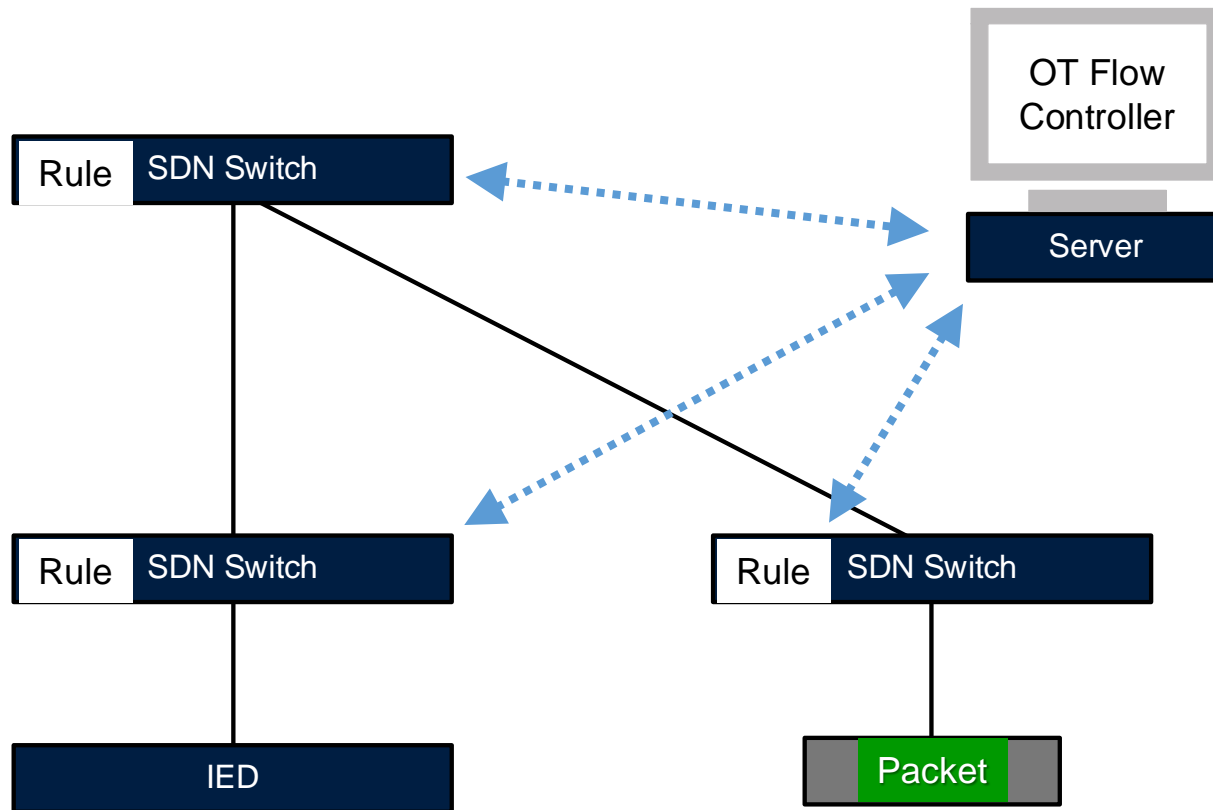 OT Flow
Controller
Rule SDN Switch
Server
Rule SDN Switch
Rule SDN Switch
IED
Packet